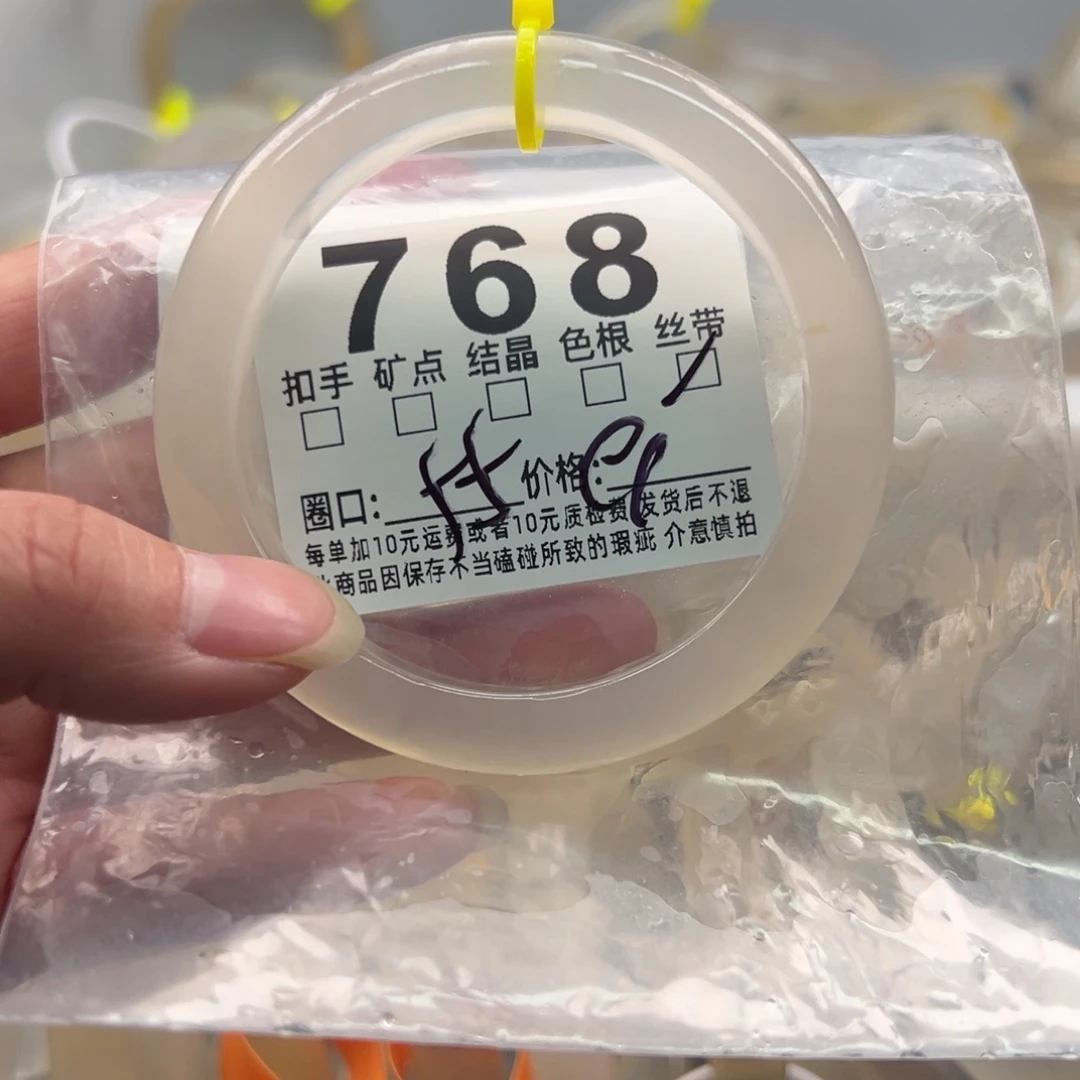 768
扣手 矿点 结晶 色根 丝带
圈口: 价格:
每单加10元运费或者10元质检费 发货后不退
商品因保存不当磕碰所致的瑕疵 介意慎拍